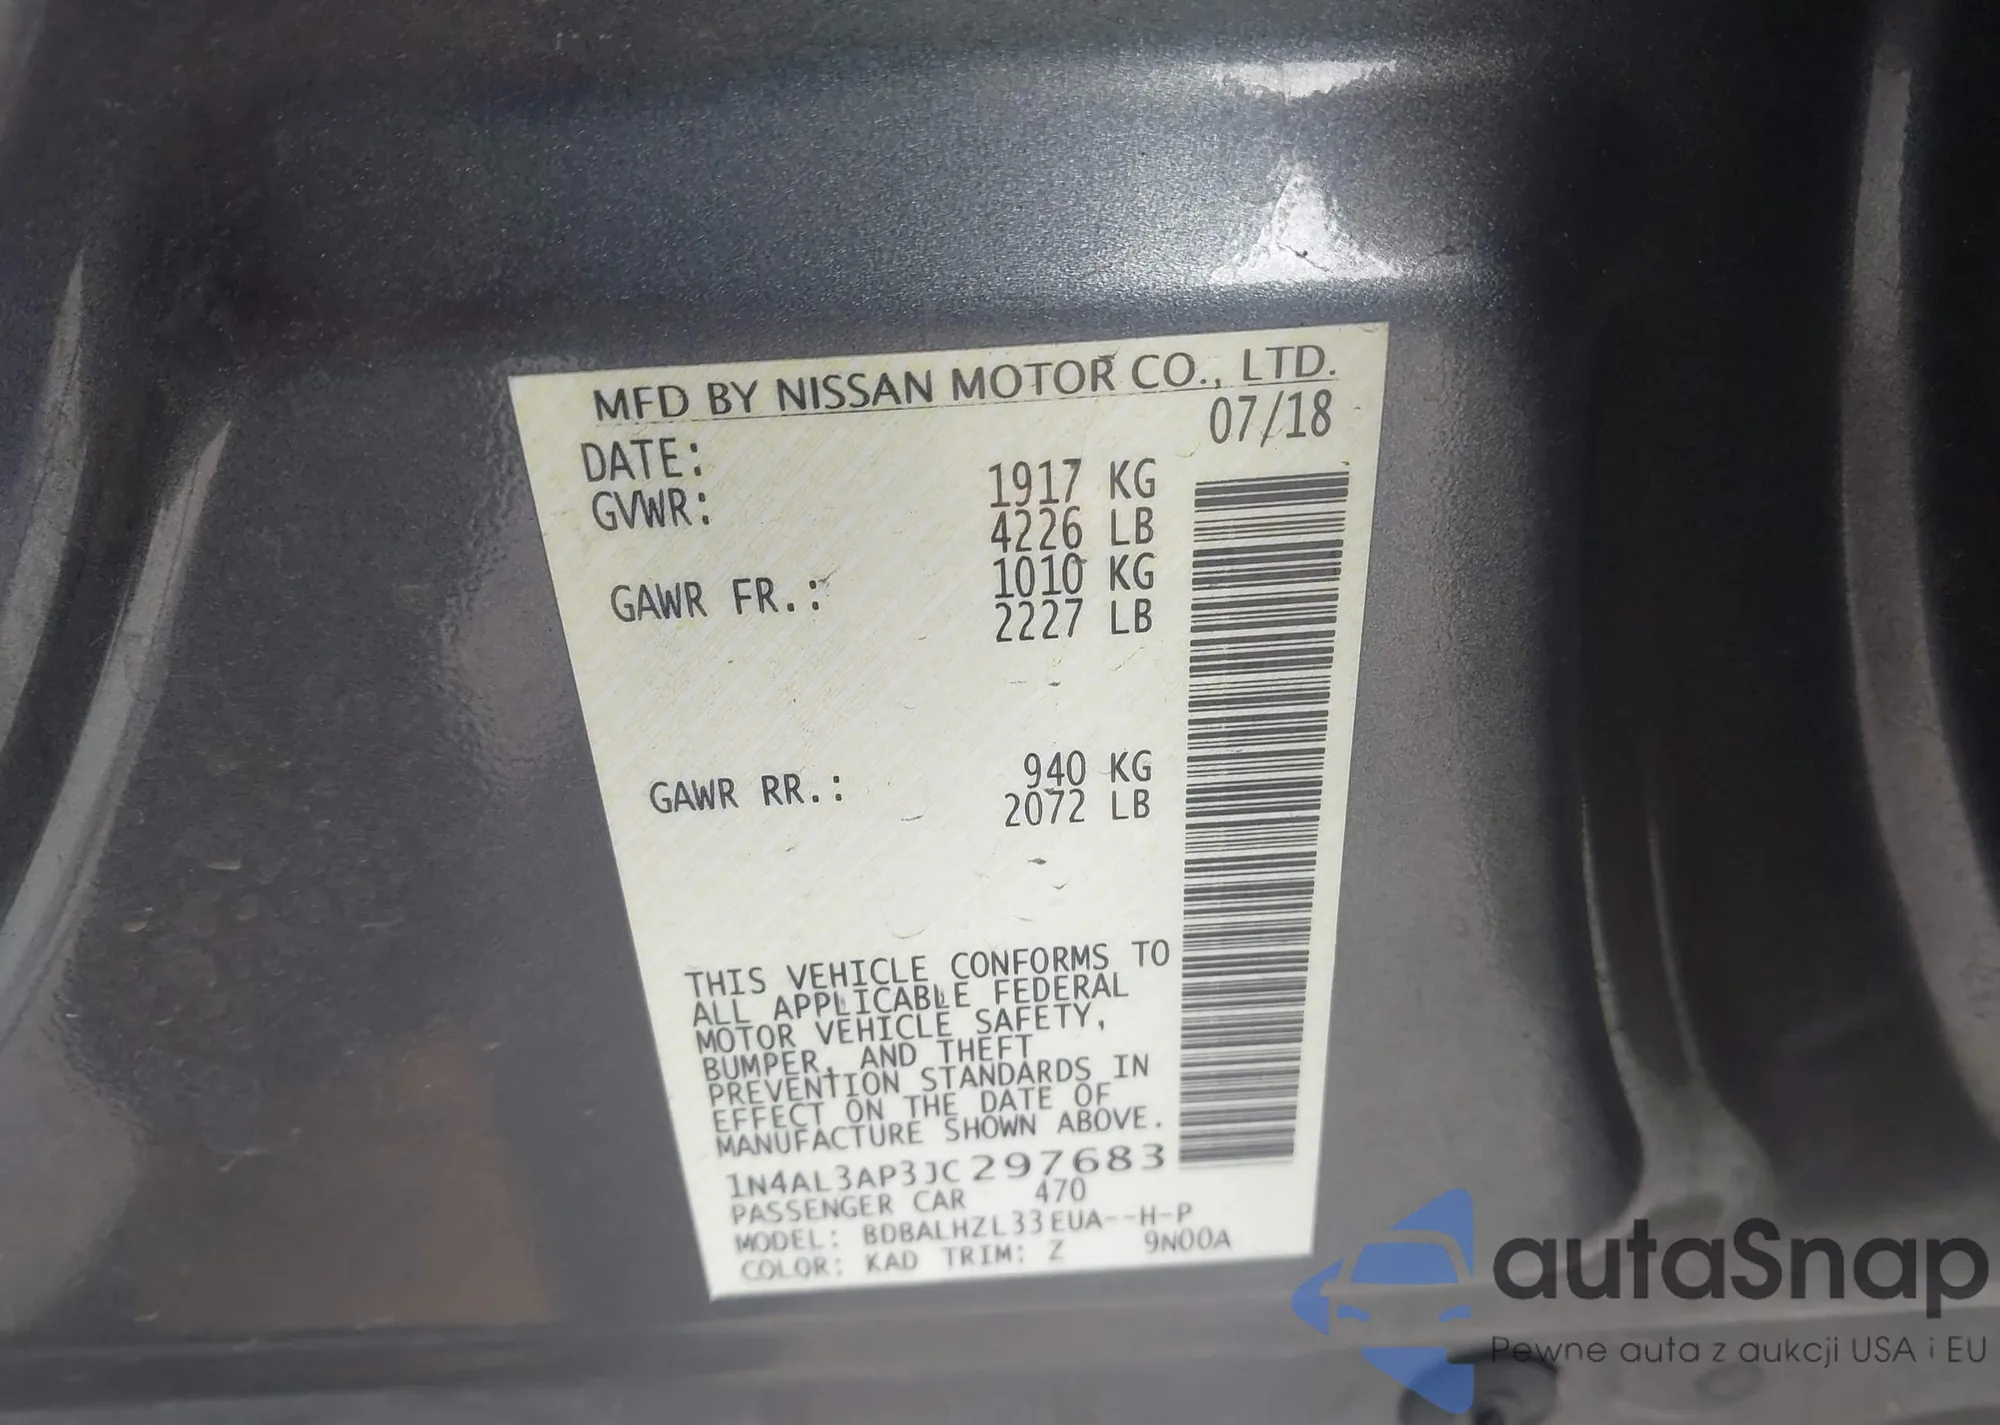 MFD BY NISSAN MOTOR CO., LTD.
DATE: 07/18
GVWR: 1917 KG
4226 LB
GAWR FR.: 1010 KG
2227 LB
GAWR RR.: 940 KG
2072 LB
THIS VEHICLE CONFORMS TO
ALL APPLICABLE FEDERAL
MOTOR VEHICLE SAFETY,
BUMPER, AND THEFT
PREVENTION STANDARDS IN
EFFECT ON THE DATE OF
MANUFACTURE SHOWN ABOVE.
1N4AL3AP3JC297683
PASSENGER CAR 470
MODEL: BDBALHZL33EUA--H-P
COLOR: KAD TRIM: Z 9N00A
autaSnap
Pewne auta z aukcji USA i EU